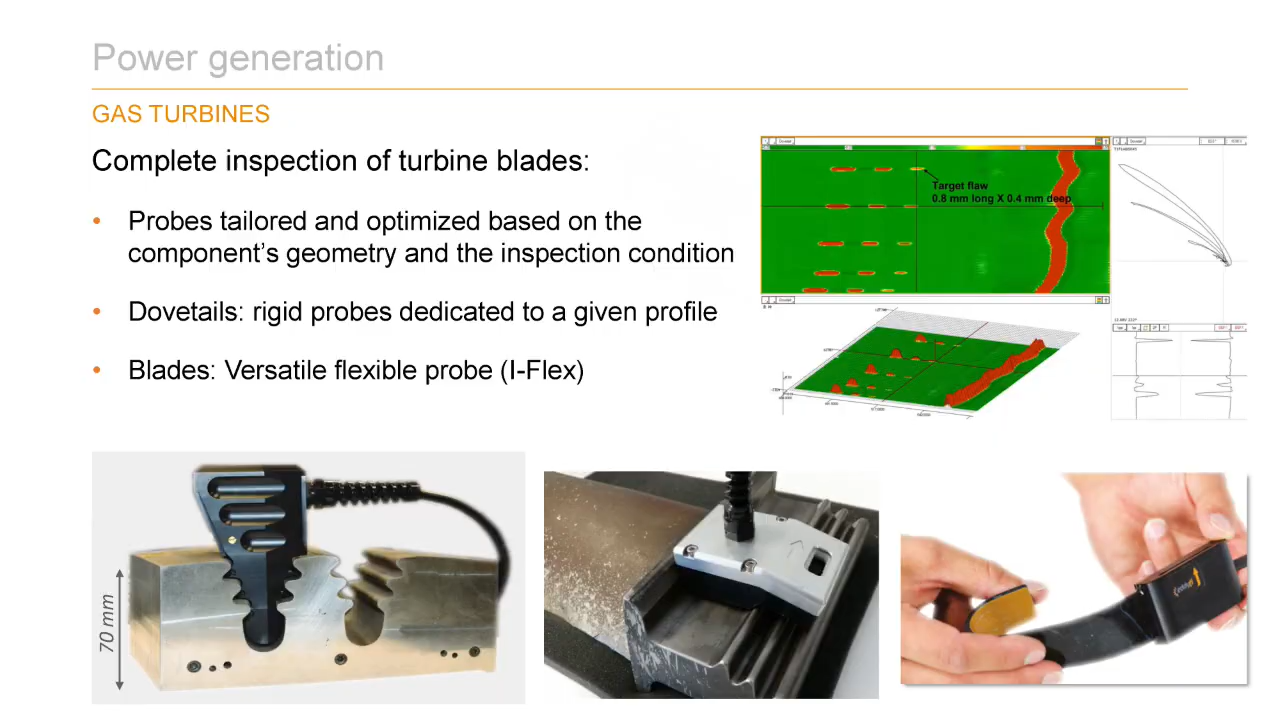 Power generation
GAS TURBINES
Complete inspection of turbine blades:
• Probes tailored and optimized based on the
component’s geometry and the inspection condition
• Dovetails: rigid probes dedicated to a given profile
• Blades: Versatile flexible probe (I-Flex)
Target flaw
0.8 mm long X 0.4 mm deep
70 mm